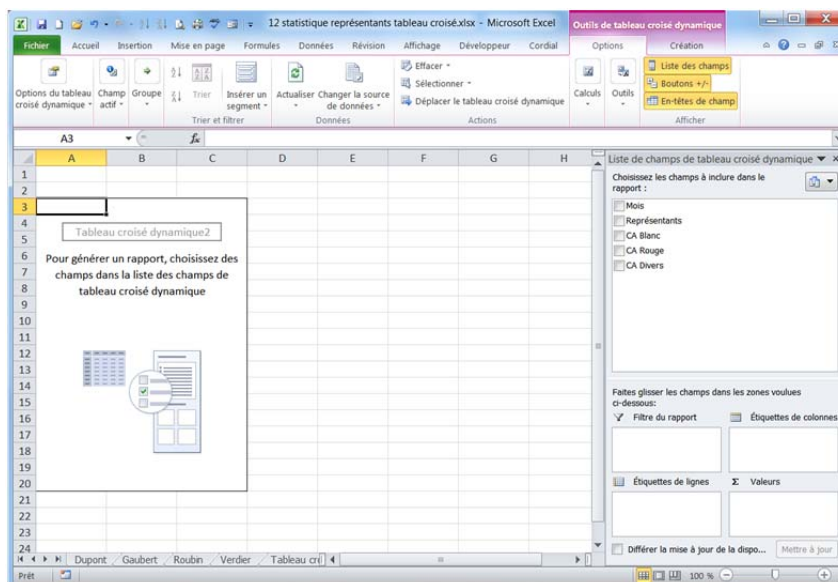 12 statistique représentants tableau croisé.xlsx - Microsoft Excel
Outils de tableau croisé dynamique
Fichier Accueil Insertion Mise en page Formules Données Révision Affichage Développeur Cordial Options Création
Options du tableau croisé dynamique
Champ actif
Groupe
Trier
Insérer un segment
Trier et filtrer
Actualiser
Changer la source de données
Données
Effacer
Sélectionner
Déplacer le tableau croisé dynamique
Actions
Calculs
Outils
Liste des champs
Boutons +/-
En-têtes de champ
Afficher
A3
fx
A B C D E F G H
1
2
3
4
5
6
7
8
9
10
11
12
13
14
15
16
17
18
19
20
21
22
23
24
Tableau croisé dynamique2
Pour générer un rapport, choisissez des
champs dans la liste des champs de
tableau croisé dynamique
Liste de champs de tableau croisé dynamique
Choisissez les champs à inclure dans le
rapport :
Mois
Représentants
CA Blanc
CA Rouge
CA Divers
Faites glisser les champs dans les zones voulues
ci-dessous:
Filtre du rapport
Étiquettes de colonnes
Étiquettes de lignes
Σ Valeurs
Différer la mise à jour de la dispo...
Mettre à jour
Dupont Gaubert Roubin Verdier Tableau cr
Prêt
100 %